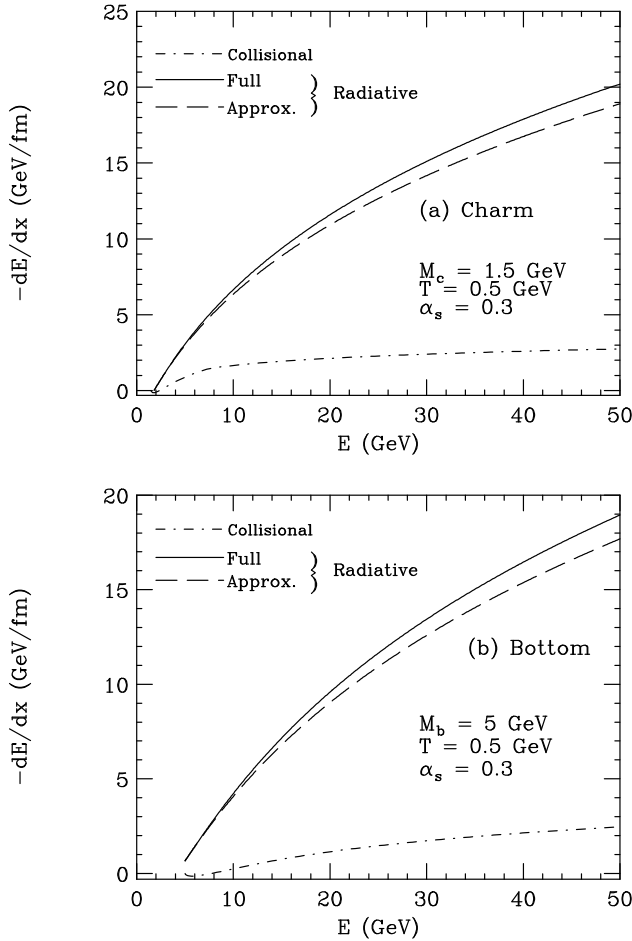 25
20
15
10
5
0
−dE/dx (GeV/fm)
Collisional
Full
Approx.
} Radiative
(a) Charm
M_c = 1.5 GeV
T = 0.5 GeV
α_s = 0.3
0 10 20 30 40 50
E (GeV)
20
15
10
5
0
−dE/dx (GeV/fm)
Collisional
Full
Approx.
} Radiative
(b) Bottom
M_b = 5 GeV
T = 0.5 GeV
α_s = 0.3
0 10 20 30 40 50
E (GeV)